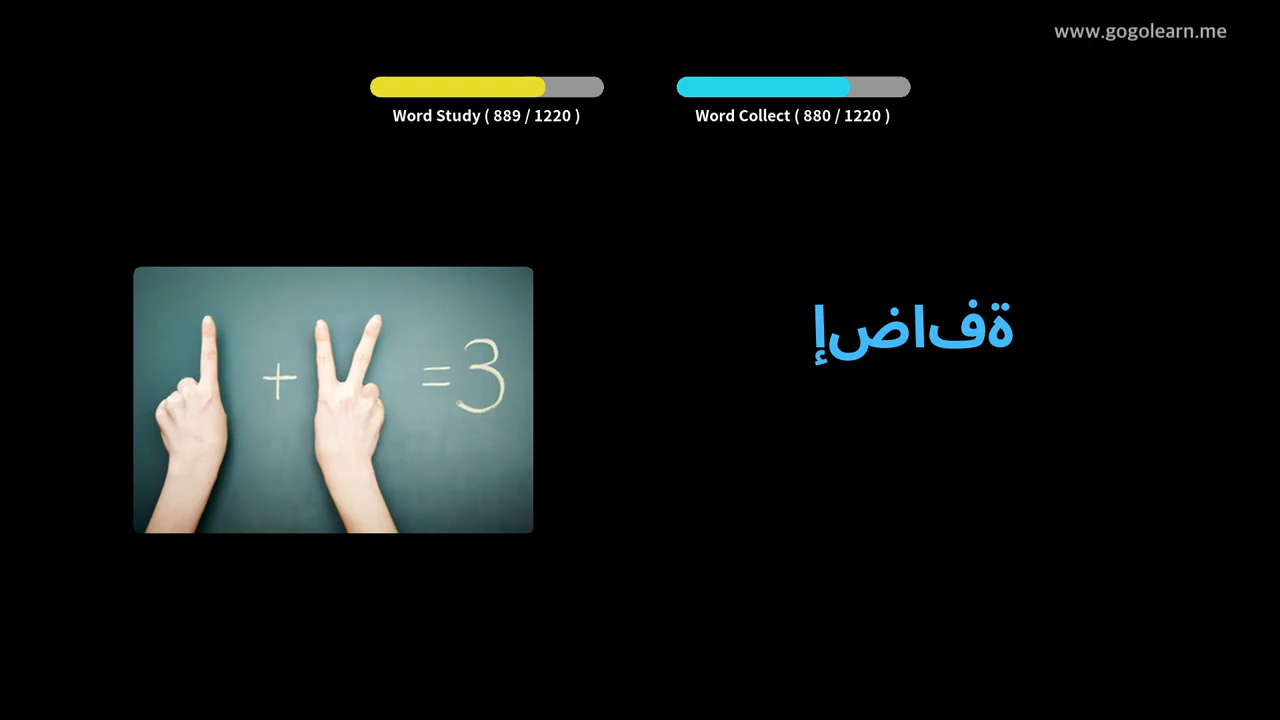 www.gogolearn.me
Word Study ( 889 / 1220 )
Word Collect ( 880 / 1220 )
ةفاضإ
+ = 3